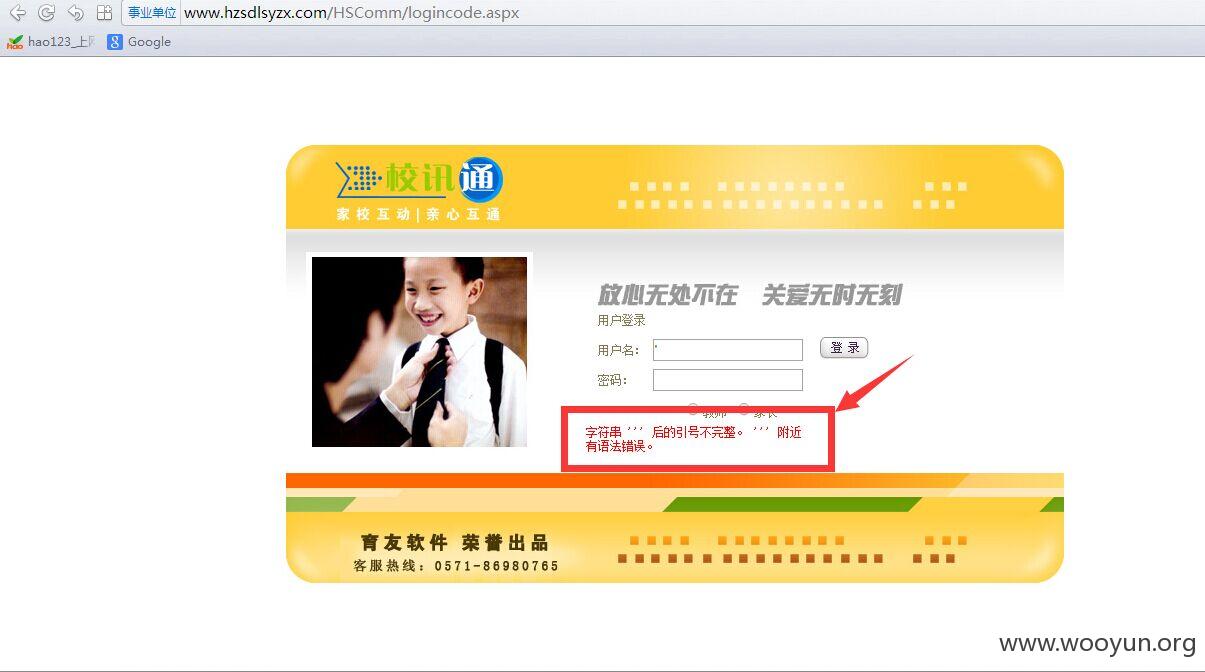 事业单位 www.hzsdlsyzx.com/HSComm/logincode.aspx
hao123_上网 Google
校讯通
家校互动|亲心互通
放心无处不在 关爱无时无刻
用户登录
用户名: '
登 录
密码:
教师 家长
字符串 ''' 后的引号不完整。 ''' 附近
有语法错误。
育友软件 荣誉出品
客服热线: 0571-86980765
www.wooyun.org